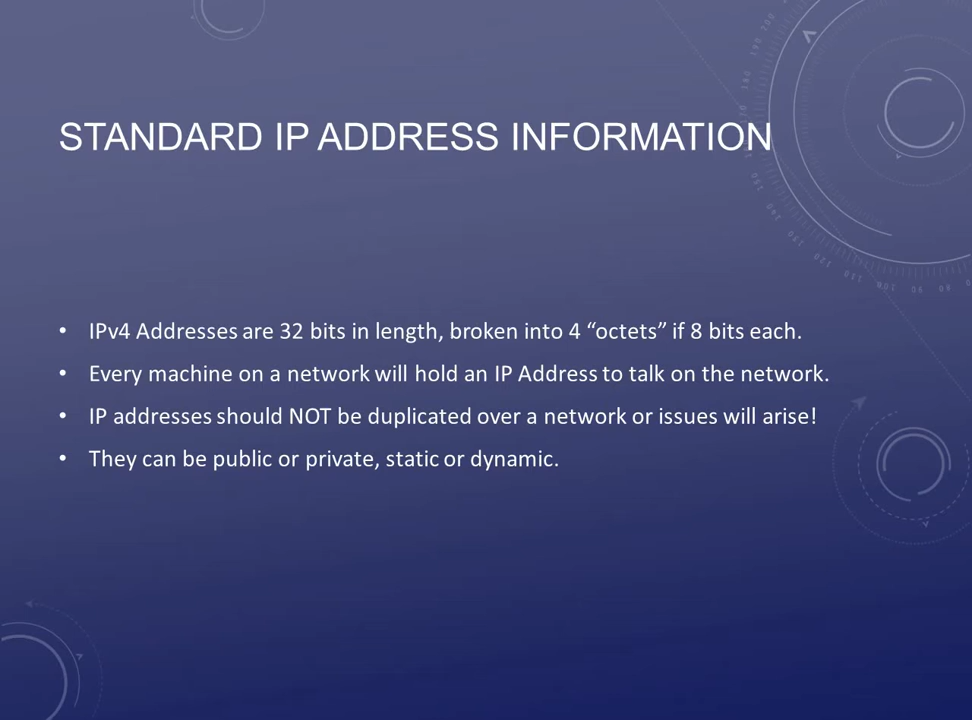 STANDARD IP ADDRESS INFORMATION
• IPv4 Addresses are 32 bits in length, broken into 4 “octets” if 8 bits each.
• Every machine on a network will hold an IP Address to talk on the network.
• IP addresses should NOT be duplicated over a network or issues will arise!
• They can be public or private, static or dynamic.